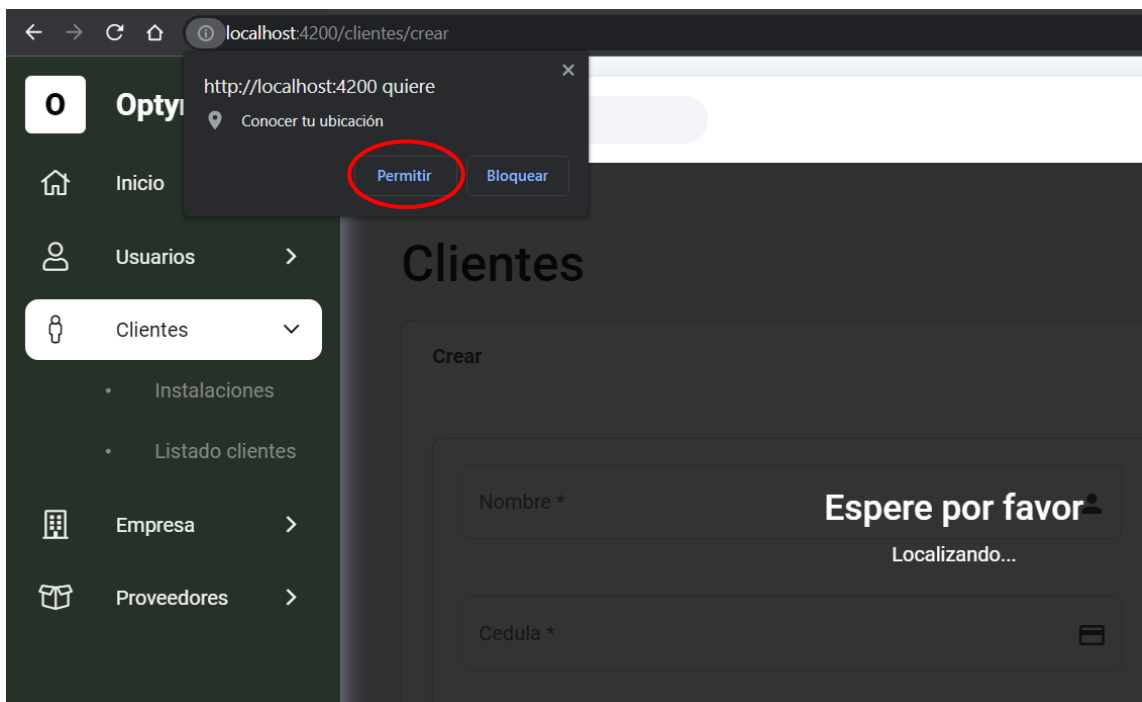 localhost:4200/clientes/crear
http://localhost:4200 quiere
Conocer tu ubicación
Permitir
Bloquear
O
Inicio
Usuarios
Clientes
Instalaciones
Listado clientes
Empresa
Proveedores
Clientes
Crear
Nombre *
Espere por favor
Localizando...
Cedula *